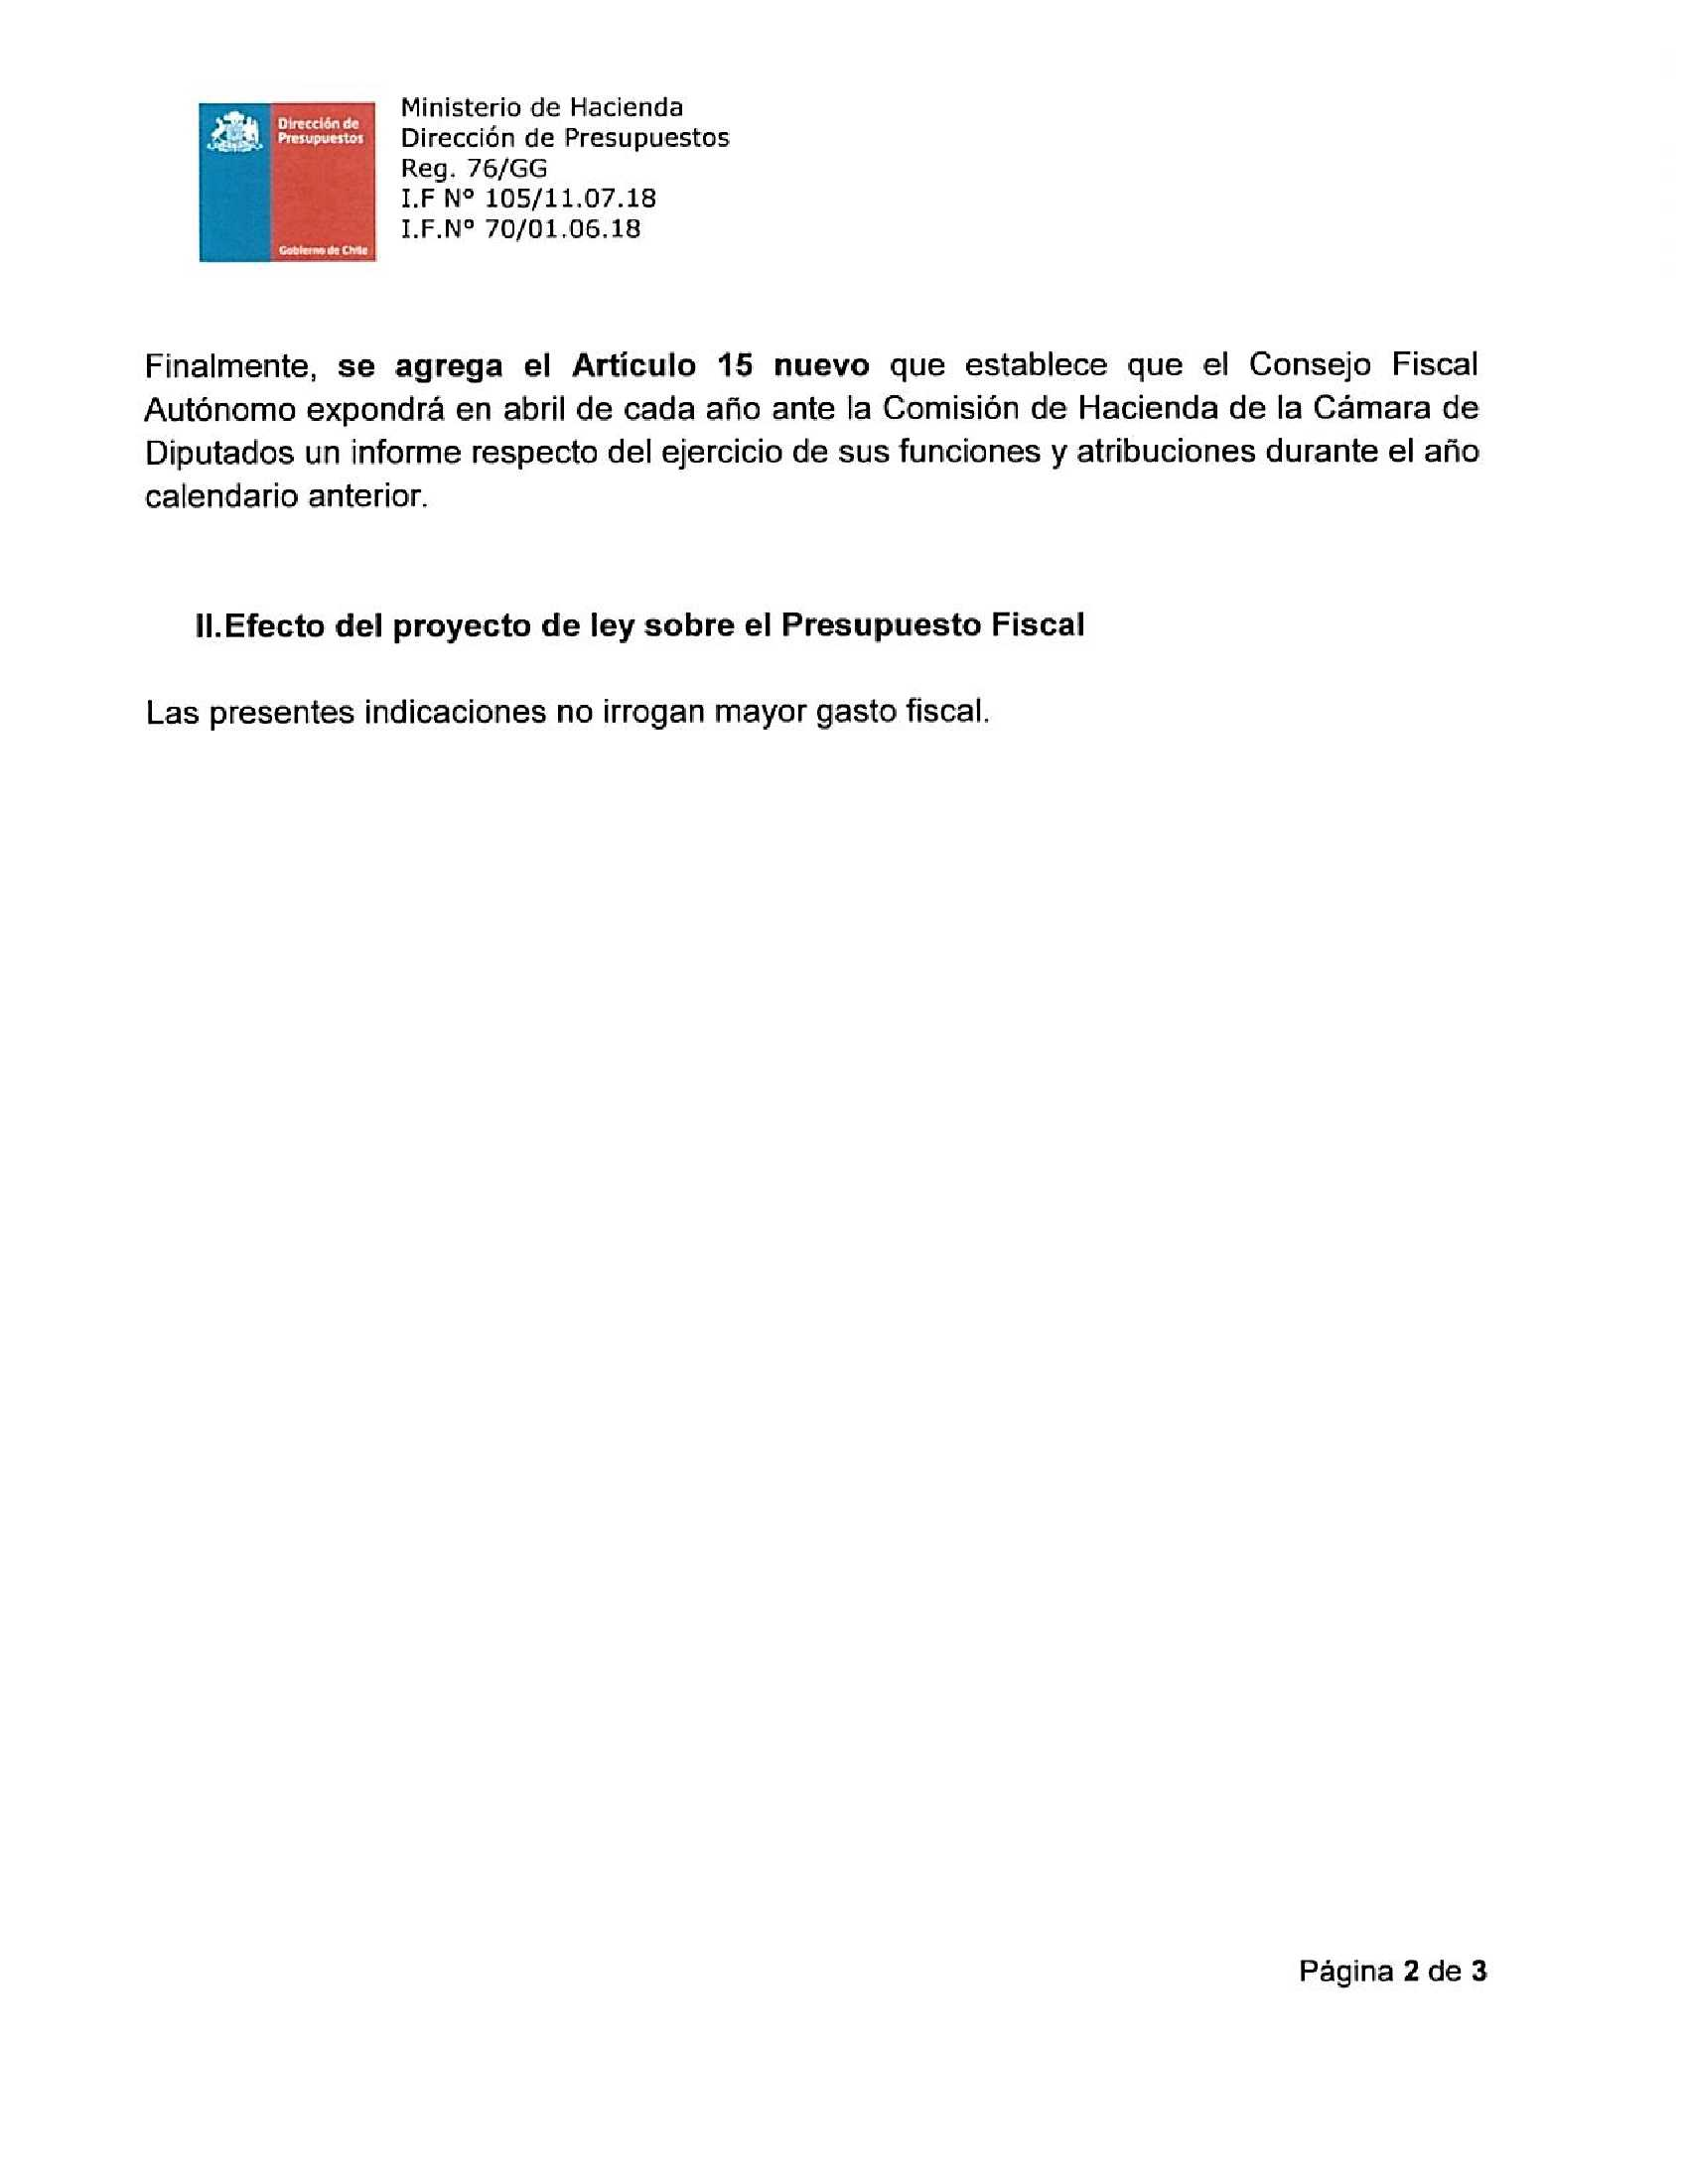 Dirección de
Presupuestos
Gobierno de Chile
Ministerio de Hacienda
Dirección de Presupuestos
Reg. 76/GG
I.F Nº 105/11.07.18
I.F.Nº 70/01.06.18
Finalmente, se agrega el Artículo 15 nuevo que establece que el Consejo Fiscal
Autónomo expondrá en abril de cada año ante la Comisión de Hacienda de la Cámara de
Diputados un informe respecto del ejercicio de sus funciones y atribuciones durante el año
calendario anterior.
II.Efecto del proyecto de ley sobre el Presupuesto Fiscal
Las presentes indicaciones no irrogan mayor gasto fiscal.
Página 2 de 3